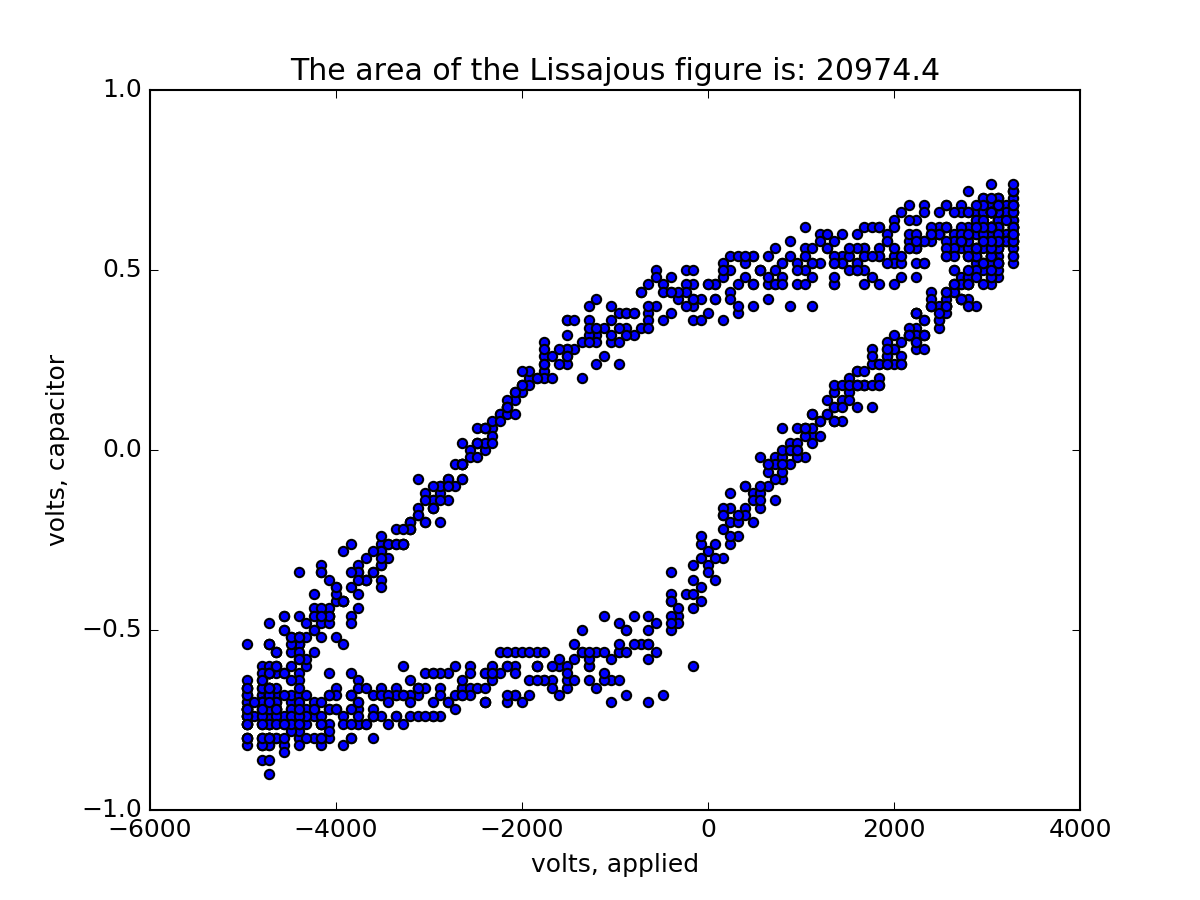 The area of the Lissajous figure is: 20974.4
1.0
0.5
0.0
−0.5
−1.0
volts, capacitor
−6000 −4000 −2000 0 2000 4000
volts, applied